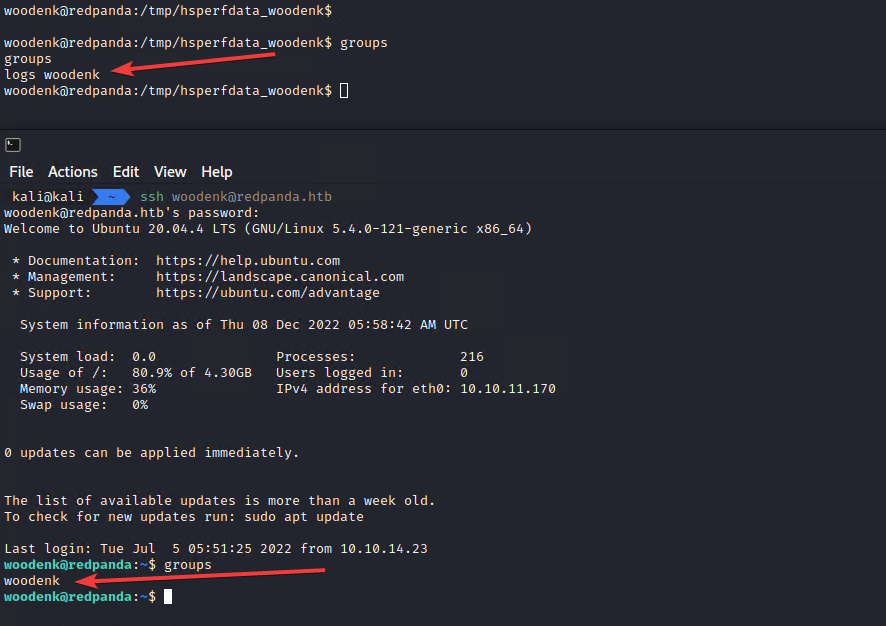 woodenk@redpanda:/tmp/hsperfdata_woodenk$
woodenk@redpanda:/tmp/hsperfdata_woodenk$ groups
groups
logs woodenk
woodenk@redpanda:/tmp/hsperfdata_woodenk$
File Actions Edit View Help
kali@kali ~ ssh woodenk@redpanda.htb
woodenk@redpanda.htb's password:
Welcome to Ubuntu 20.04.4 LTS (GNU/Linux 5.4.0-121-generic x86_64)
* Documentation: https://help.ubuntu.com
* Management: https://landscape.canonical.com
* Support: https://ubuntu.com/advantage
System information as of Thu 08 Dec 2022 05:58:42 AM UTC
System load: 0.0 Processes: 216
Usage of /: 80.9% of 4.30GB Users logged in: 0
Memory usage: 36% IPv4 address for eth0: 10.10.11.170
Swap usage: 0%
0 updates can be applied immediately.
The list of available updates is more than a week old.
To check for new updates run: sudo apt update
Last login: Tue Jul 5 05:51:25 2022 from 10.10.14.23
woodenk@redpanda:~$ groups
woodenk
woodenk@redpanda:~$